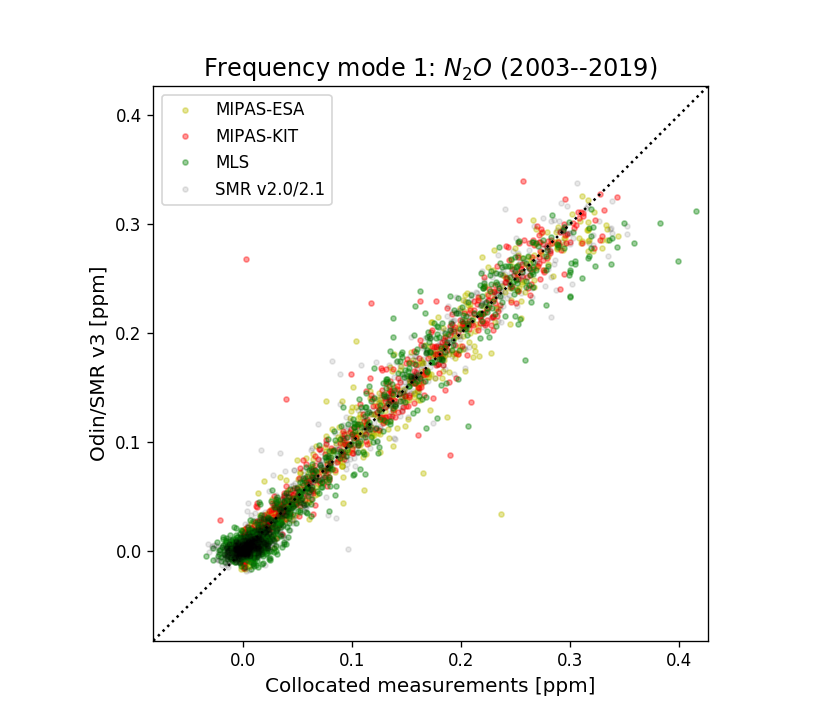 Frequency mode 1: N₂O (2003--2019)
MIPAS-ESA
MIPAS-KIT
MLS
SMR v2.0/2.1
Odin/SMR v3 [ppm]
0.4
0.3
0.2
0.1
0.0
0.0 0.1 0.2 0.3 0.4
Collocated measurements [ppm]